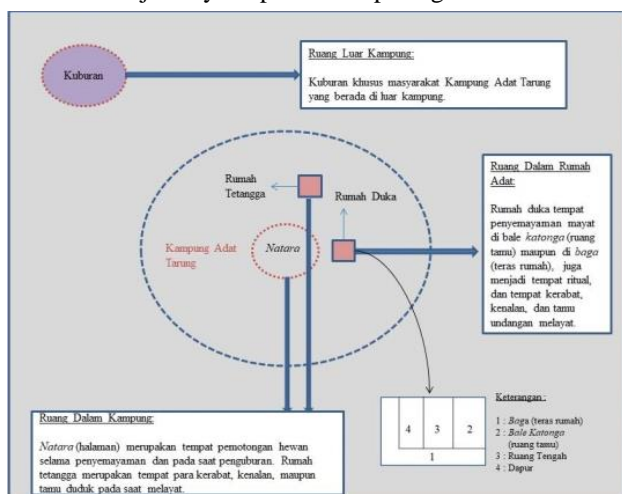 Kuburan
Ruang Luar Kampung:
Kuburan khusus masyarakat Kampung Adat Tarung
yang berada di luar kampung.
Rumah
Tetangga
Rumah Duka
Kampung Adat
Tarung
Natara
Ruang Dalam Rumah
Adat:
Rumah duka tempat
penyemayaman mayat
di bale katonga (ruang
tamu) maupun di baga
(teras rumah), juga
menjadi tempat ritual,
dan tempat kerabat,
kenalan, dan tamu
undangan melayat.
Ruang Dalam Kampung:
Natara (halaman) merupakan tempat pemotongan hewan
selama penyemayaman dan pada saat penguburan. Rumah
tetangga merupakan tempat para kerabat, kenalan, maupun
tamu duduk pada saat melayat.
4 3 2
1
Keterangan :
1 : Baga (teras rumah)
2 : Bale Katonga
(ruang tamu)
3 : Ruang Tengah
4 : Dapur